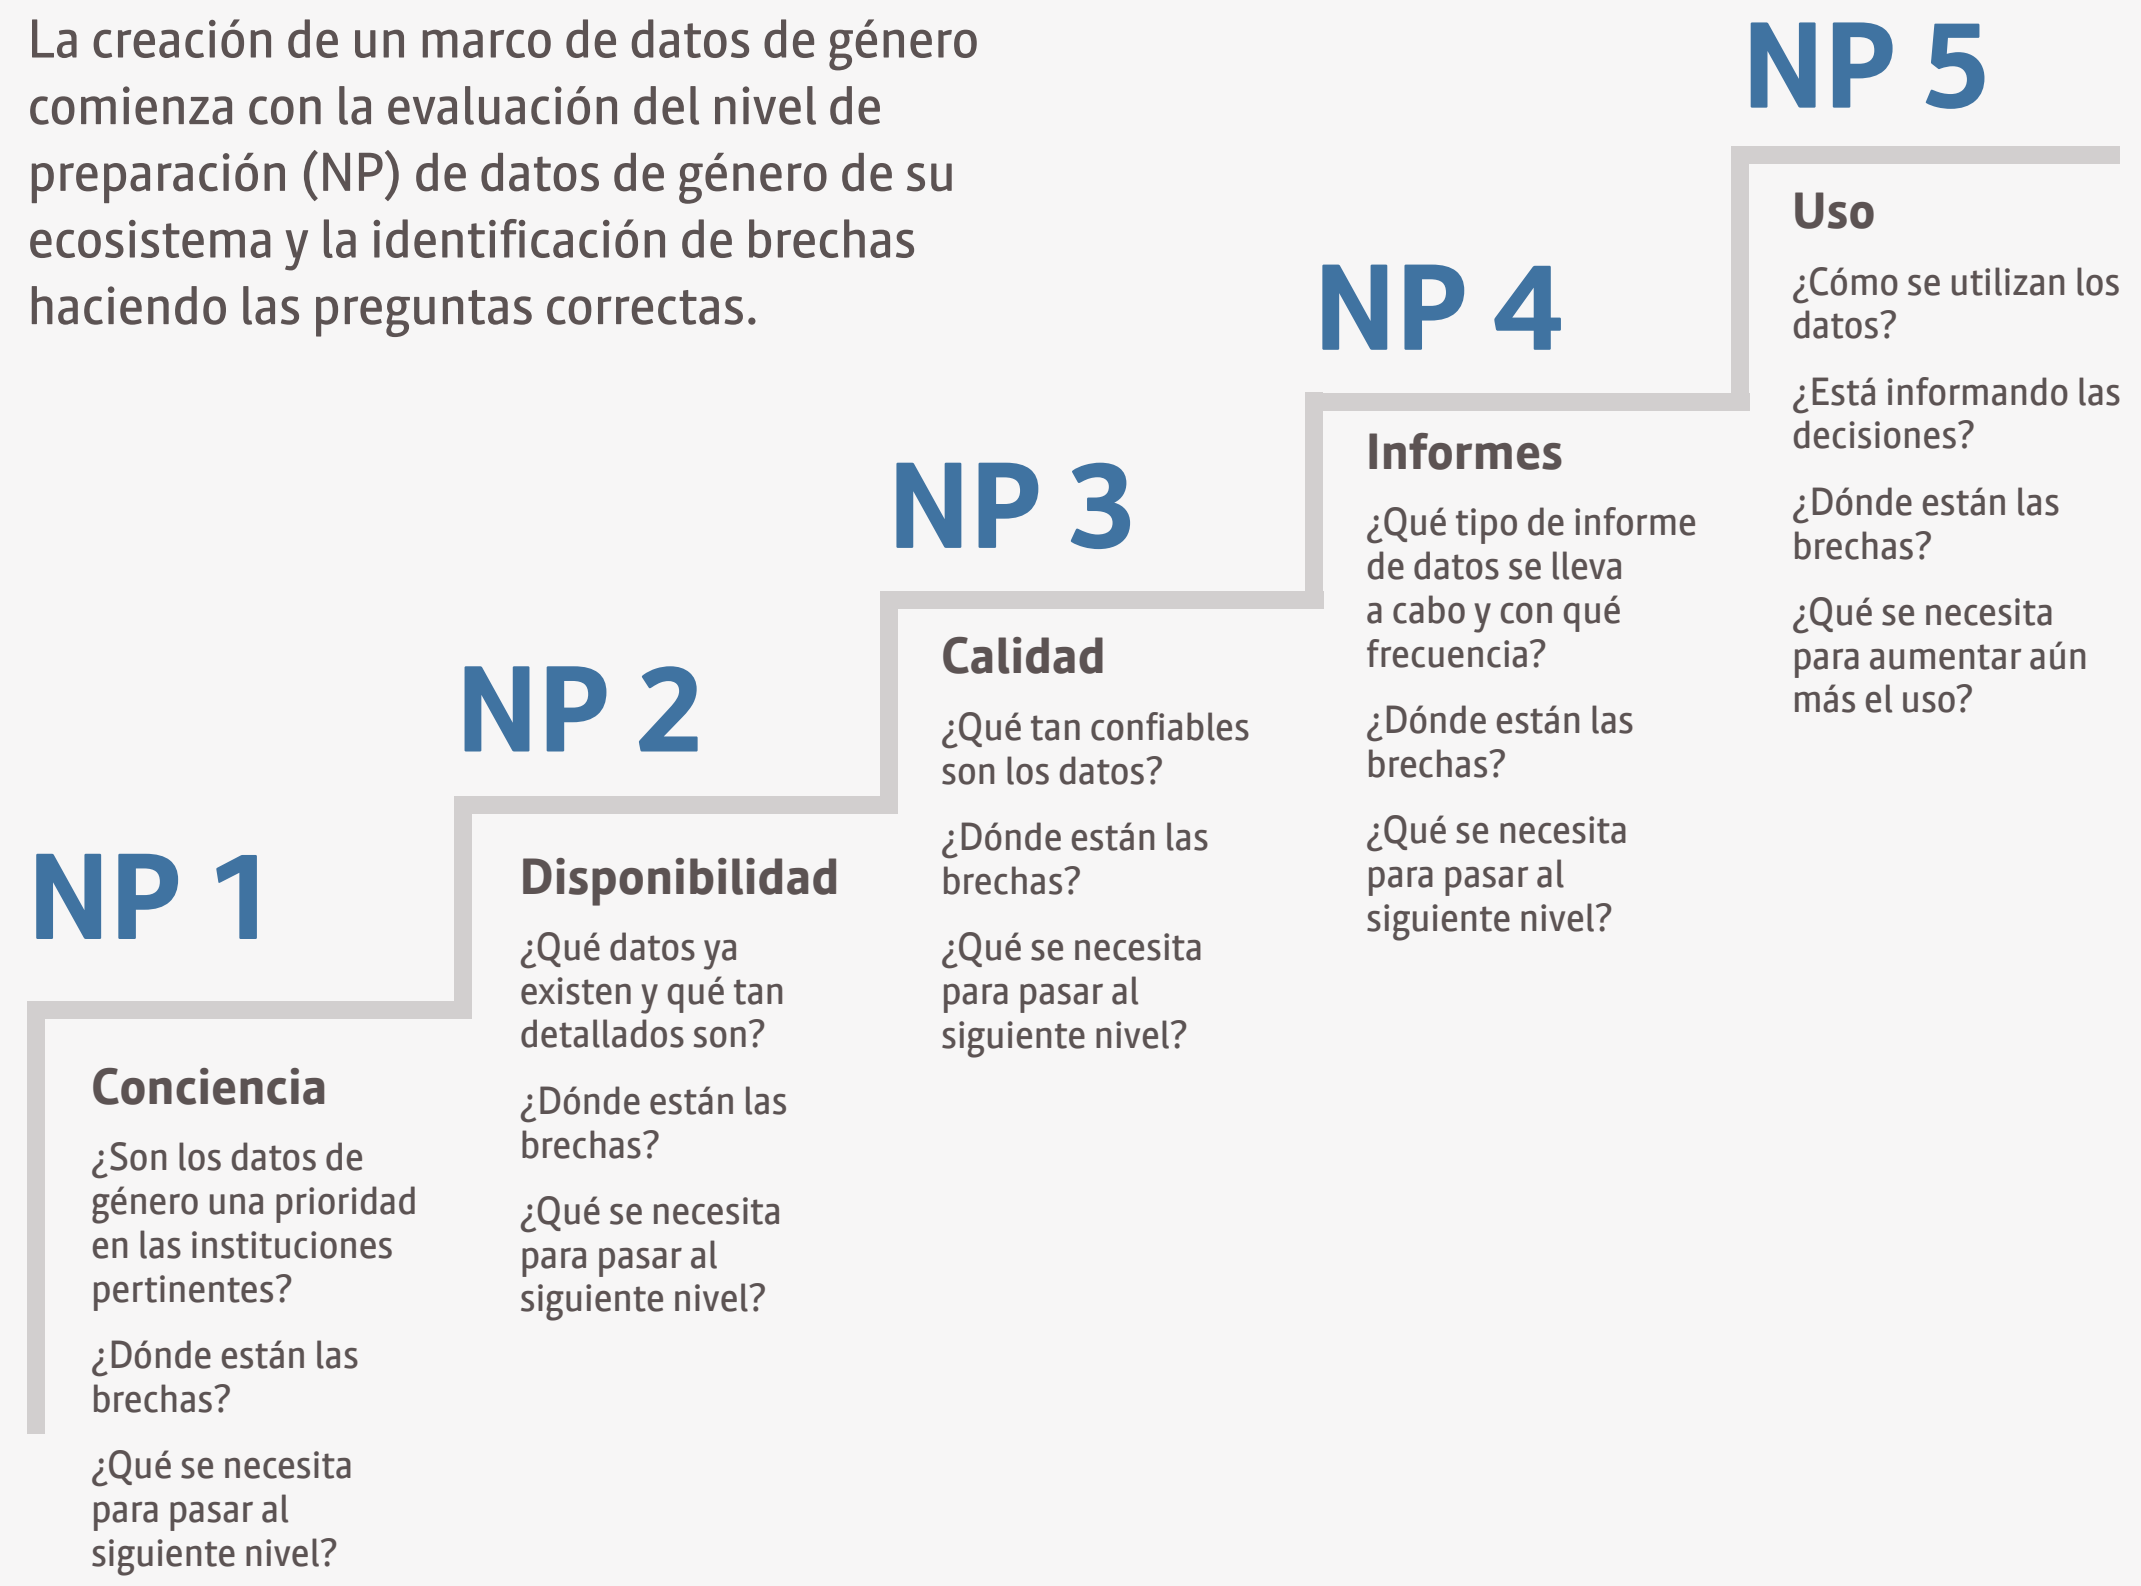 La creación de un marco de datos de género
comienza con la evaluación del nivel de
preparación (NP) de datos de género de su
ecosistema y la identificación de brechas
haciendo las preguntas correctas.
NP 1
Conciencia
¿Son los datos de
género una prioridad
en las instituciones
pertinentes?
¿Dónde están las
brechas?
¿Qué se necesita
para pasar al
siguiente nivel?
NP 2
Disponibilidad
¿Qué datos ya
existen y qué tan
detallados son?
¿Dónde están las
brechas?
¿Qué se necesita
para pasar al
siguiente nivel?
NP 3
Calidad
¿Qué tan confiables
son los datos?
¿Dónde están las
brechas?
¿Qué se necesita
para pasar al
siguiente nivel?
NP 4
Informes
¿Qué tipo de informe
de datos se lleva
a cabo y con qué
frecuencia?
¿Dónde están las
brechas?
¿Qué se necesita
para pasar al
siguiente nivel?
NP 5
Uso
¿Cómo se utilizan los
datos?
¿Está informando las
decisiones?
¿Dónde están las
brechas?
¿Qué se necesita
para aumentar aún
más el uso?